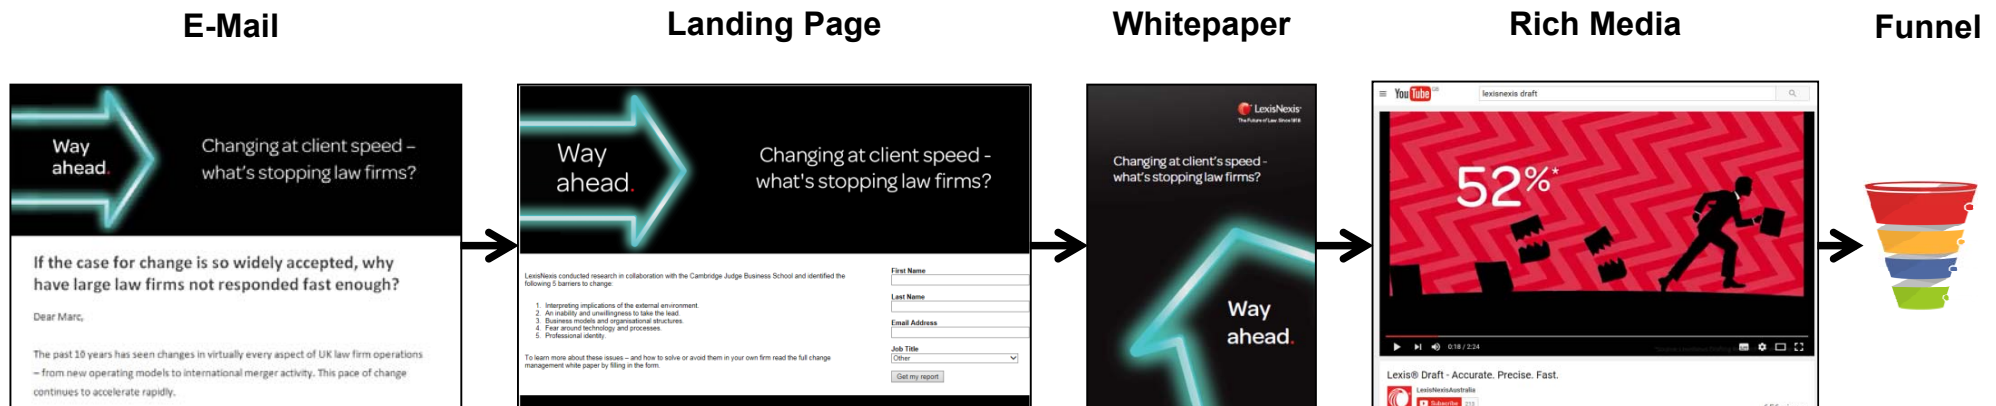 E-Mail
Landing Page
Whitepaper
Rich Media
Funnel
Way
ahead.
Changing at client speed –
what's stopping law firms?
If the case for change is so widely accepted, why
have large law firms not responded fast enough?
Dear Marc,
The past 10 years has seen changes in virtually every aspect of UK law firm operations
– from new operating models to international merger activity. This pace of change
continues to accelerate rapidly.
Way
ahead.
Changing at client speed -
what's stopping law firms?
LexisNexis conducted research in collaboration with the Cambridge Judge Business School and identified the
following 5 barriers to change:
1. Interpreting implications of the external environment.
2. An inability and unwillingness to take the lead.
3. Business models and organisational structures.
4. Fear around technology and processes.
5. Professional identity.
To learn more about these issues – and how to solve or avoid them in your own firm read the full change
management white paper by filling in the form.
First Name
Last Name
Email Address
Job Title
Other
Get my report
LexisNexis®
The Future of Law. Since 1818
Changing at client's speed -
what's stopping law firms?
Way
ahead.
YouTube
lexisnexis draft
52%*
0:18 / 2:24
Lexis® Draft - Accurate. Precise. Fast.
LexisNexisAustralia
Subscribe